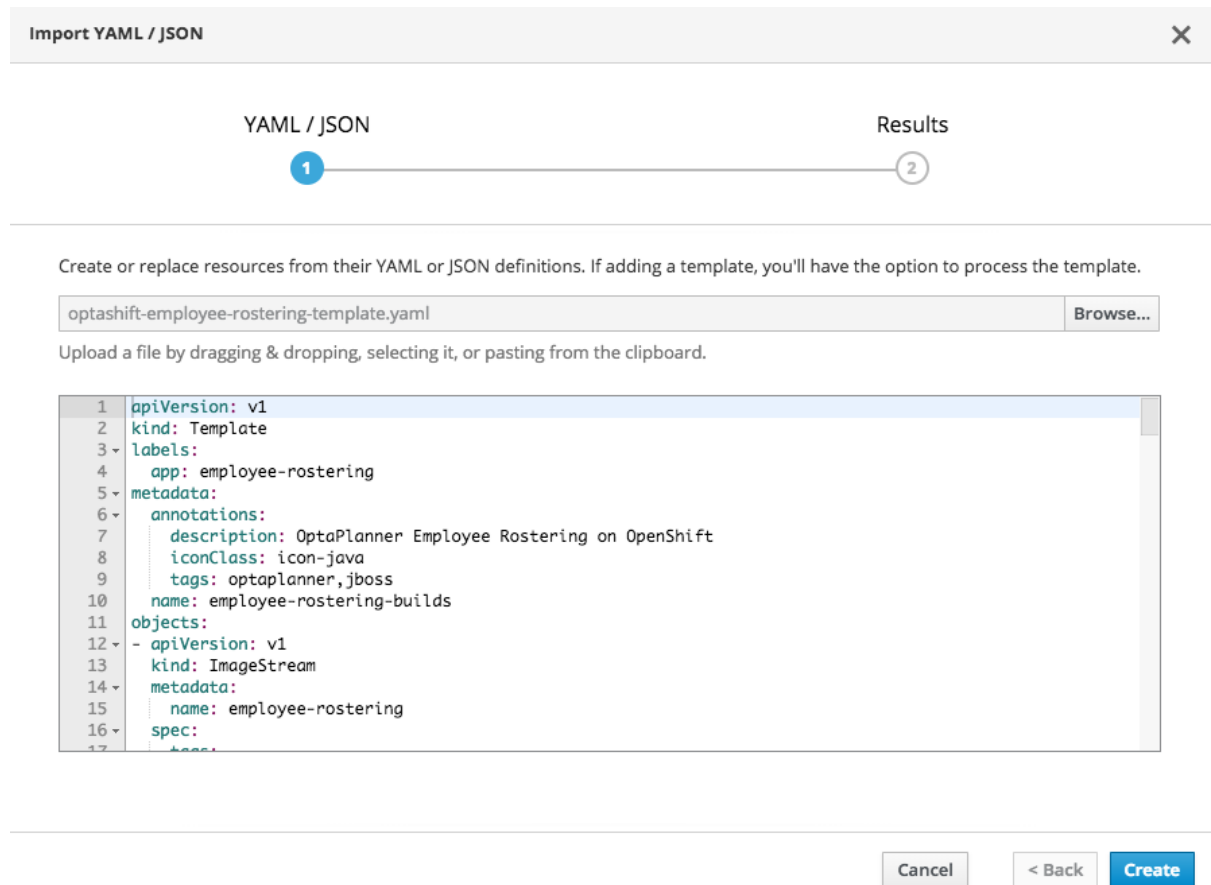 Import YAML / JSON
YAML / JSON
Results
1
2
Create or replace resources from their YAML or JSON definitions. If adding a template, you'll have the option to process the template.
optashift-employee-rostering-template.yaml
Browse...
Upload a file by dragging & dropping, selecting it, or pasting from the clipboard.
1 apiVersion: v1
2 kind: Template
3 labels:
4 app: employee-rostering
5 metadata:
6 annotations:
7 description: OptaPlanner Employee Rostering on OpenShift
8 iconClass: icon-java
9 tags: optaplanner,jboss
10 name: employee-rostering-builds
11 objects:
12 - apiVersion: v1
13 kind: ImageStream
14 metadata:
15 name: employee-rostering
16 spec:
17 tags:
Cancel
< Back
Create